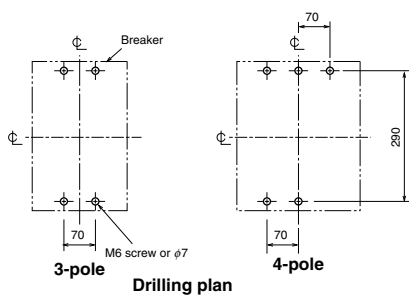 70
℄
Breaker
℄
℄
℄
290
70
M6 screw or φ7
70
3-pole
4-pole
Drilling plan